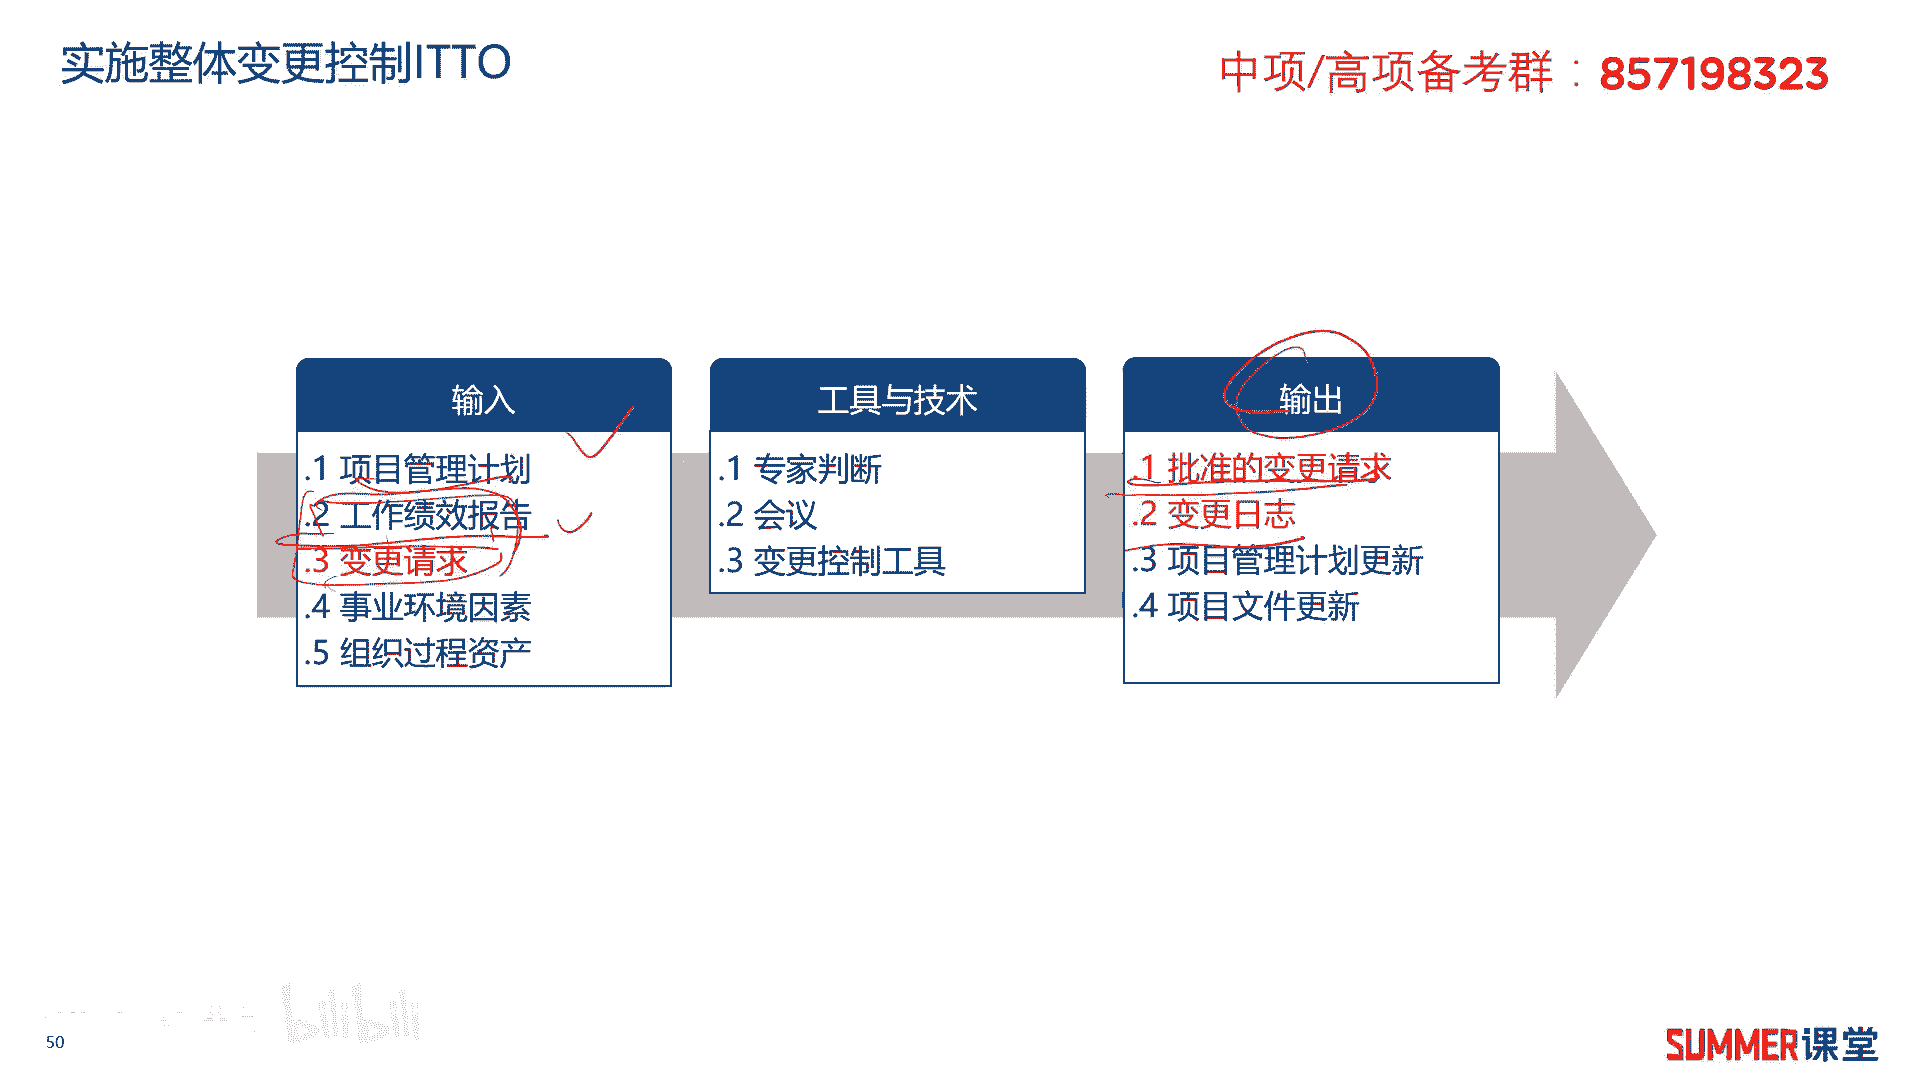 实施整体变更控制ITTO
中项/高项备考群：857198323
输入
.1 项目管理计划
.2 工作绩效报告
.3 变更请求
.4 事业环境因素
.5 组织过程资产
工具与技术
.1 专家判断
.2 会议
.3 变更控制工具
输出
.1 批准的变更请求
.2 变更日志
.3 项目管理计划更新
.4 项目文件更新
bilibili
50
SUMMER课堂